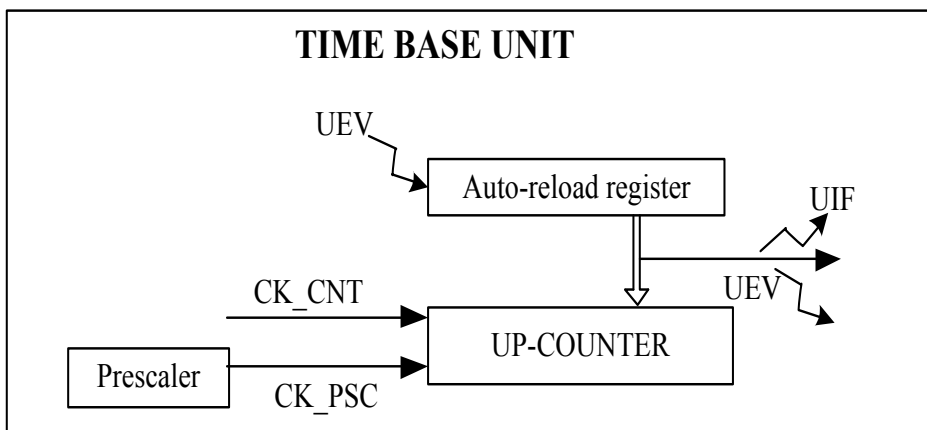 TIME BASE UNIT
UEV
Auto-reload register
UIF
UEV
CK_CNT
UP-COUNTER
Prescaler
CK_PSC